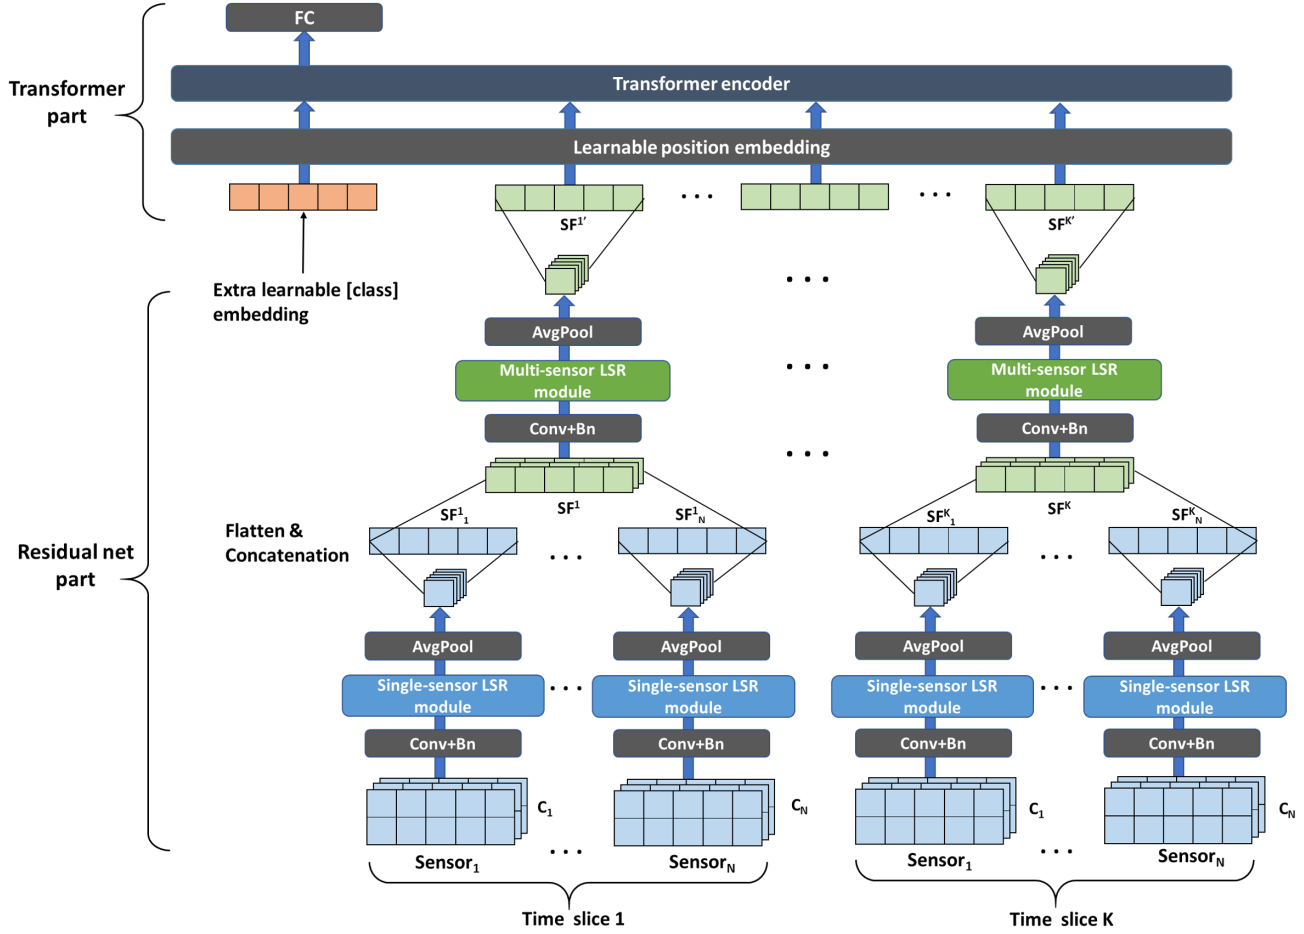 FC
Transformer encoder
Transformer
part
Learnable position embedding
SF1'
SFK'
Extra learnable [class]
embedding
AvgPool
AvgPool
Multi-sensor LSR
module
Multi-sensor LSR
module
Conv+Bn
Conv+Bn
SF1
SFK
SF11
SF1N
SFK1
SFKN
Flatten &
Concatenation
Residual net
part
AvgPool
AvgPool
AvgPool
AvgPool
Single-sensor LSR
module
Single-sensor LSR
module
Single-sensor LSR
module
Single-sensor LSR
module
Conv+Bn
Conv+Bn
Conv+Bn
Conv+Bn
C1
CN
C1
CN
Sensor1
SensorN
Sensor1
SensorN
Time slice 1
Time slice K